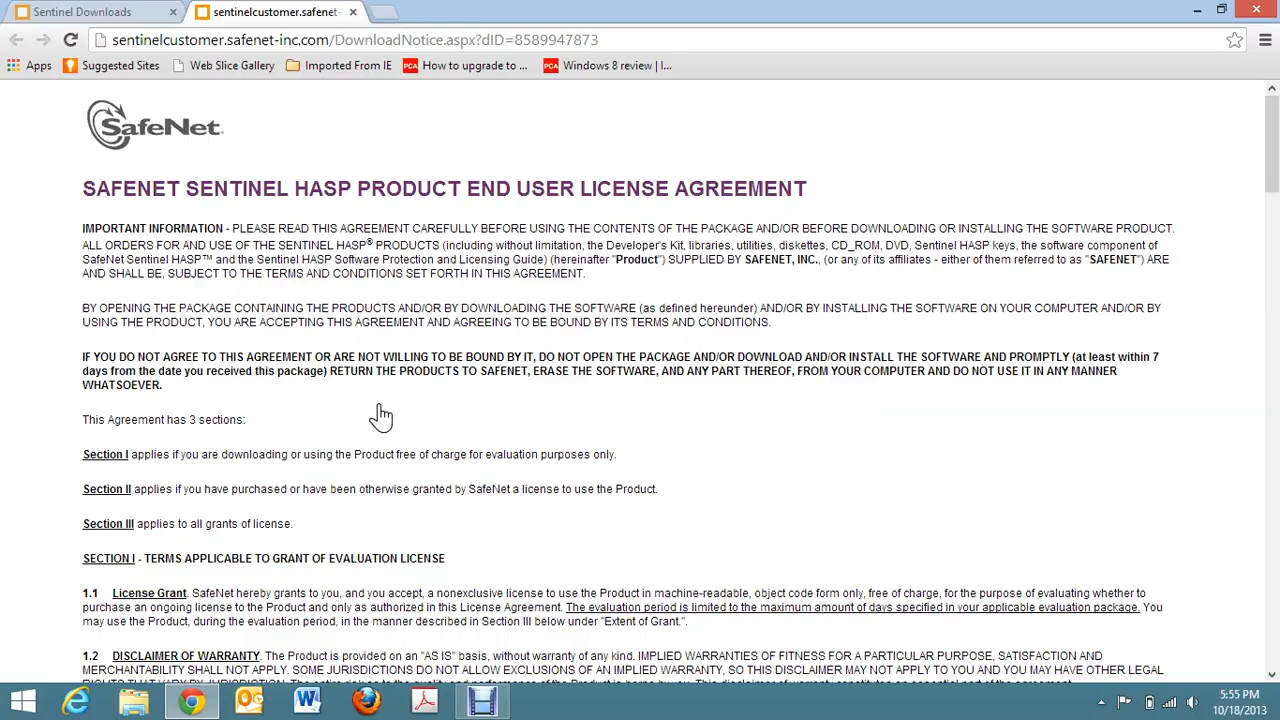 Sentinel Downloads
sentinelcustomer.safenet-
sentinelcustomer.safenet-inc.com/DownloadNotice.aspx?dID=8589947873
Apps Suggested Sites Web Slice Gallery Imported From IE How to upgrade to ... Windows 8 review | I...
SafeNet
SAFENET SENTINEL HASP PRODUCT END USER LICENSE AGREEMENT
IMPORTANT INFORMATION - PLEASE READ THIS AGREEMENT CAREFULLY BEFORE USING THE CONTENTS OF THE PACKAGE AND/OR BEFORE DOWNLOADING OR INSTALLING THE SOFTWARE PRODUCT.
ALL ORDERS FOR AND USE OF THE SENTINEL HASP® PRODUCTS (including without limitation, the Developer's Kit, libraries, utilities, diskettes, CD_ROM, DVD, Sentinel HASP keys, the software component of
SafeNet Sentinel HASP™ and the Sentinel HASP Software Protection and Licensing Guide) (hereinafter "Product") SUPPLIED BY SAFENET, INC., (or any of its affiliates - either of them referred to as "SAFENET") ARE
AND SHALL BE, SUBJECT TO THE TERMS AND CONDITIONS SET FORTH IN THIS AGREEMENT.
BY OPENING THE PACKAGE CONTAINING THE PRODUCTS AND/OR BY DOWNLOADING THE SOFTWARE (as defined hereunder) AND/OR BY INSTALLING THE SOFTWARE ON YOUR COMPUTER AND/OR BY
USING THE PRODUCT, YOU ARE ACCEPTING THIS AGREEMENT AND AGREEING TO BE BOUND BY ITS TERMS AND CONDITIONS.
IF YOU DO NOT AGREE TO THIS AGREEMENT OR ARE NOT WILLING TO BE BOUND BY IT, DO NOT OPEN THE PACKAGE AND/OR DOWNLOAD AND/OR INSTALL THE SOFTWARE AND PROMPTLY (at least within 7
days from the date you received this package) RETURN THE PRODUCTS TO SAFENET, ERASE THE SOFTWARE, AND ANY PART THEREOF, FROM YOUR COMPUTER AND DO NOT USE IT IN ANY MANNER
WHATSOEVER.
This Agreement has 3 sections:
Section I applies if you are downloading or using the Product free of charge for evaluation purposes only.
Section II applies if you have purchased or have been otherwise granted by SafeNet a license to use the Product.
Section III applies to all grants of license.
SECTION I - TERMS APPLICABLE TO GRANT OF EVALUATION LICENSE
1.1 License Grant. SafeNet hereby grants to you, and you accept, a nonexclusive license to use the Product in machine-readable, object code form only, free of charge, for the purpose of evaluating whether to
purchase an ongoing license to the Product and only as authorized in this License Agreement. The evaluation period is limited to the maximum amount of days specified in your applicable evaluation package. You
may use the Product, during the evaluation period, in the manner described in Section III below under "Extent of Grant.".
1.2 DISCLAIMER OF WARRANTY. The Product is provided on an "AS IS" basis, without warranty of any kind. IMPLIED WARRANTIES OF FITNESS FOR A PARTICULAR PURPOSE, SATISFACTION AND
MERCHANTABILITY SHALL NOT APPLY. SOME JURISDICTIONS DO NOT ALLOW EXCLUSIONS OF AN IMPLIED WARRANTY, SO THIS DISCLAIMER MAY NOT APPLY TO YOU AND YOU MAY HAVE OTHER LEGAL
5:55 PM
10/18/2013